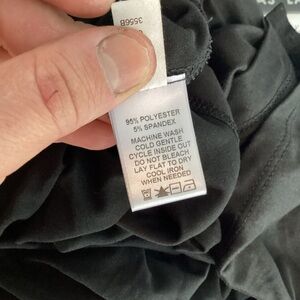 3556B
95% POLYESTER
5% SPANDEX
MACHINE WASH
COLD GENTLE
CYCLE INSIDE OUT
DO NOT BLEACH
LAY FLAT TO DRY
COOL IRON
WHEN NEEDED